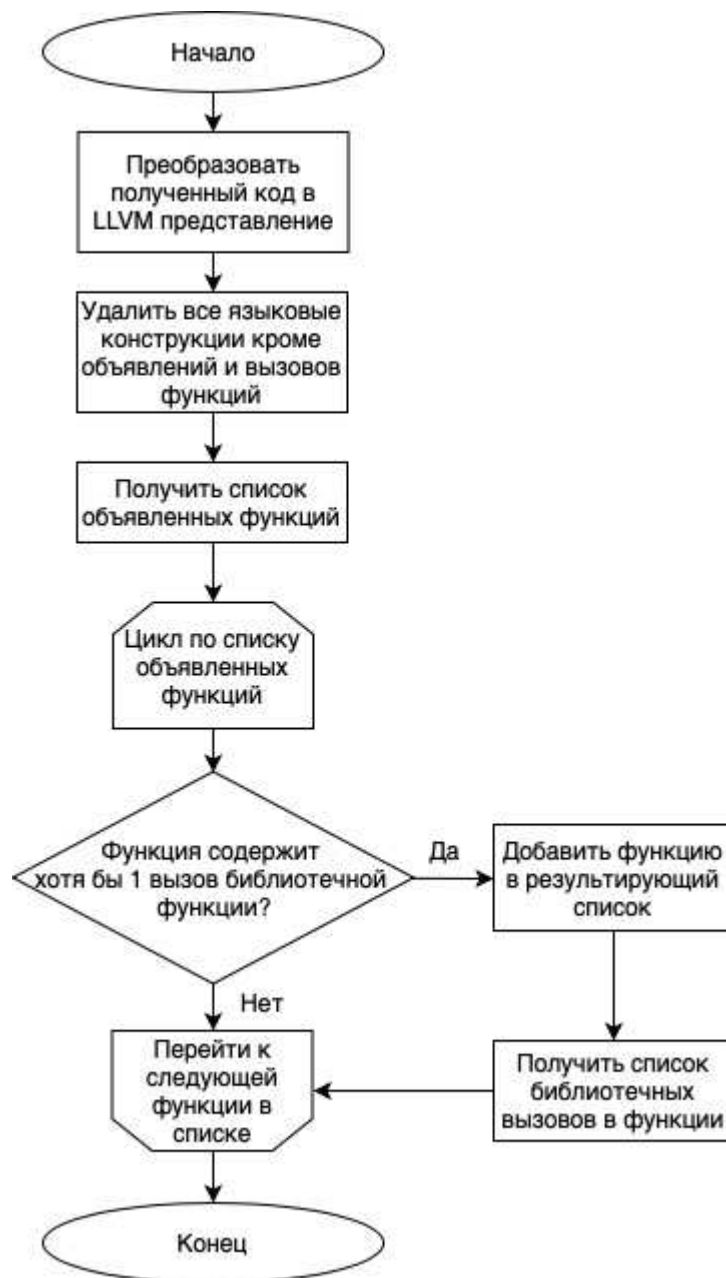 Начало
Преобразовать
полученный код в
LLVM представление
Удалить все языковые
конструкции кроме
объявлений и вызовов
функций
Получить список
объявленных функций
Цикл по списку
объявленных
функций
Функция содержит
хотя бы 1 вызов библиотечной
функции?
Да
Добавить функцию
в результирующий
список
Нет
Перейти к
следующей
функции в
списке
Получить список
библиотечных
вызовов в функции
Конец